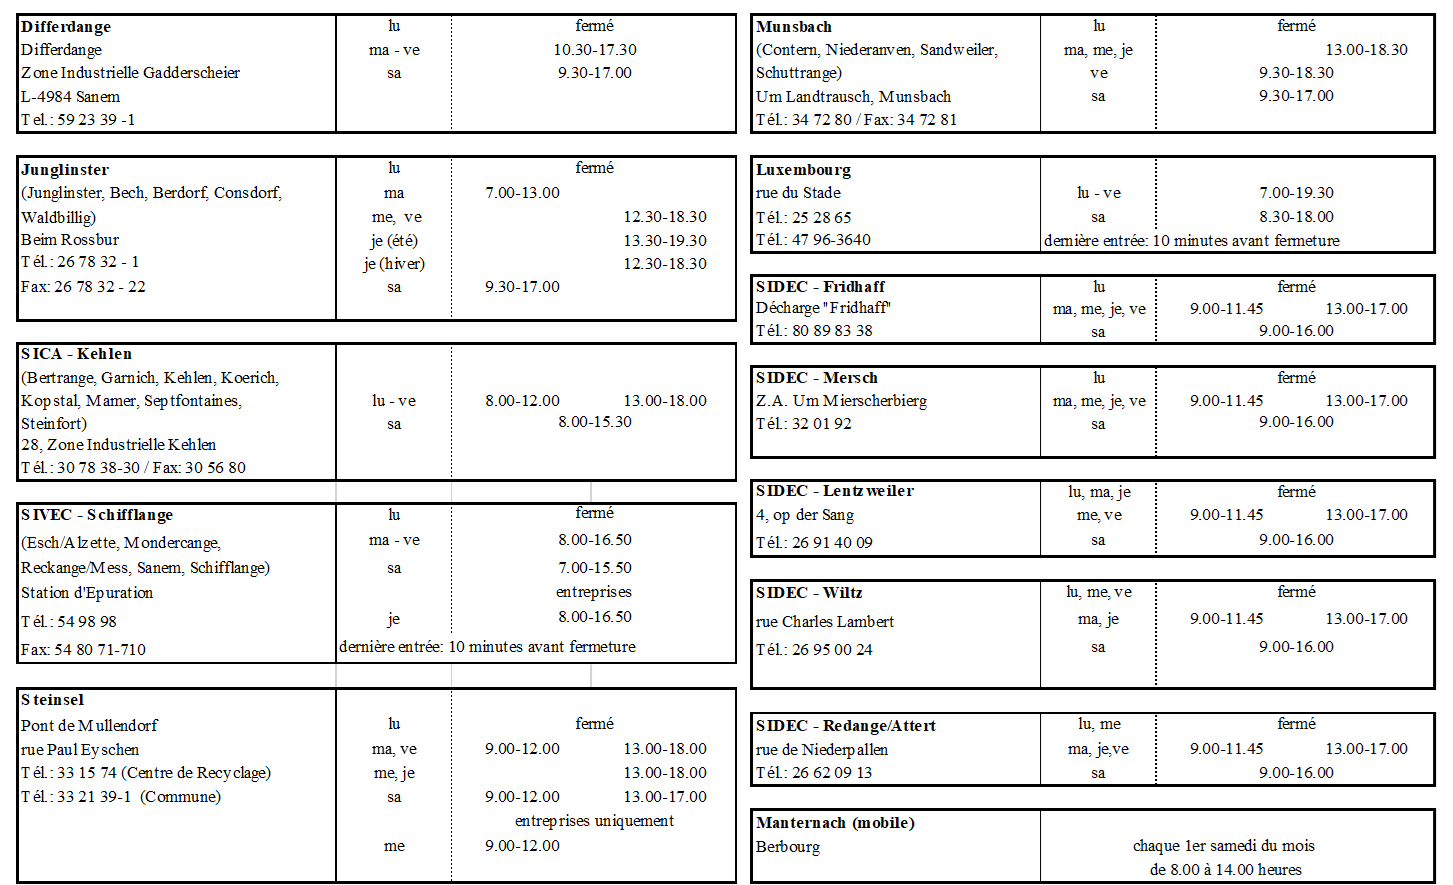 Differdange lu fermé
Differdange ma - ve 10.30-17.30
Zone Industrielle Gadderscheier sa 9.30-17.00
L-4984 Sanem
Tel.: 59 23 39 -1
Junglinster lu fermé
(Junglinster, Bech, Berdorf, Consdorf, ma 7.00-13.00
Waldbillig) me, ve 12.30-18.30
Beim Rossbur je (été) 13.30-19.30
Tél.: 26 78 32 - 1 je (hiver) 12.30-18.30
Fax: 26 78 32 - 22 sa 9.30-17.00
SICA - Kehlen
(Bertrange, Garnich, Kehlen, Koerich,
Kopstal, Mamer, Septfontaines, lu - ve 8.00-12.00 13.00-18.00
Steinfort) sa 8.00-15.30
28, Zone Industrielle Kehlen
Tél.: 30 78 38-30 / Fax: 30 56 80
SIVEC - Schifflange lu fermé
(Esch/Alzette, Mondercange, ma - ve 8.00-16.50
Reckange/Mess, Sanem, Schifflange) sa 7.00-15.50
Station d'Epuration entreprises
Tél.: 54 98 98 je 8.00-16.50
Fax: 54 80 71-710 dernière entrée: 10 minutes avant fermeture
Steinsel
Pont de Mullendorf lu fermé
rue Paul Eyschen ma, ve 9.00-12.00 13.00-18.00
Tél.: 33 15 74 (Centre de Recyclage) me, je 13.00-18.00
Tél.: 33 21 39-1 (Commune) sa 9.00-12.00 13.00-17.00
entreprises uniquement
me 9.00-12.00
Munsbach lu fermé
(Contern, Niederanven, Sandweiler, ma, me, je 13.00-18.30
Schuttrange) ve 9.30-18.30
Um Landtrausch, Munsbach sa 9.30-17.00
Tél.: 34 72 80 / Fax: 34 72 81
Luxembourg
rue du Stade lu - ve 7.00-19.30
Tél.: 25 28 65 sa 8.30-18.00
Tél.: 47 96-3640 dernière entrée: 10 minutes avant fermeture
SIDEC - Fridhaff lu fermé
Décharge "Fridhaff" ma, me, je, ve 9.00-11.45 13.00-17.00
Tél.: 80 89 83 38 sa 9.00-16.00
SIDEC - Mersch lu fermé
Z.A. Um Mierscherbierg ma, me, je, ve 9.00-11.45 13.00-17.00
Tél.: 32 01 92 sa 9.00-16.00
SIDEC - Lentzweiler lu, ma, je fermé
4, op der Sang me, ve 9.00-11.45 13.00-17.00
Tél.: 26 91 40 09 sa 9.00-16.00
SIDEC - Wiltz lu, me, ve fermé
rue Charles Lambert ma, je 9.00-11.45 13.00-17.00
Tél.: 26 95 00 24 sa 9.00-16.00
SIDEC - Redange/Attert lu, me fermé
rue de Niederpallen ma, je,ve 9.00-11.45 13.00-17.00
Tél.: 26 62 09 13 sa 9.00-16.00
Manternach (mobile)
Berbourg chaque 1er samedi du mois
de 8.00 à 14.00 heures